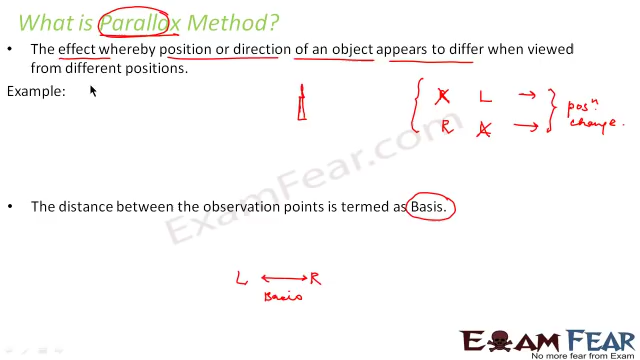 What is Parallax Method?
• The effect whereby position or direction of an object appears to differ when viewed
from different positions.
Example:
R L → posⁿ
R L → change.
• The distance between the observation points is termed as Basis.
L ↔ R
Basis
ExamFear.com
EXAM FEAR
No more fear from Exam